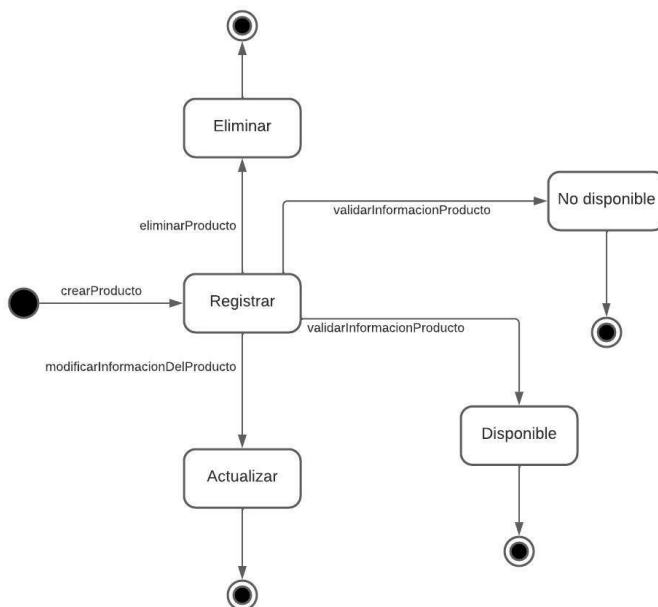 Eliminar
No disponible
validarInformacionProducto
eliminarProducto
crearProducto
Registrar
validarInformacionProducto
modificarInformacionDelProducto
Disponible
Actualizar